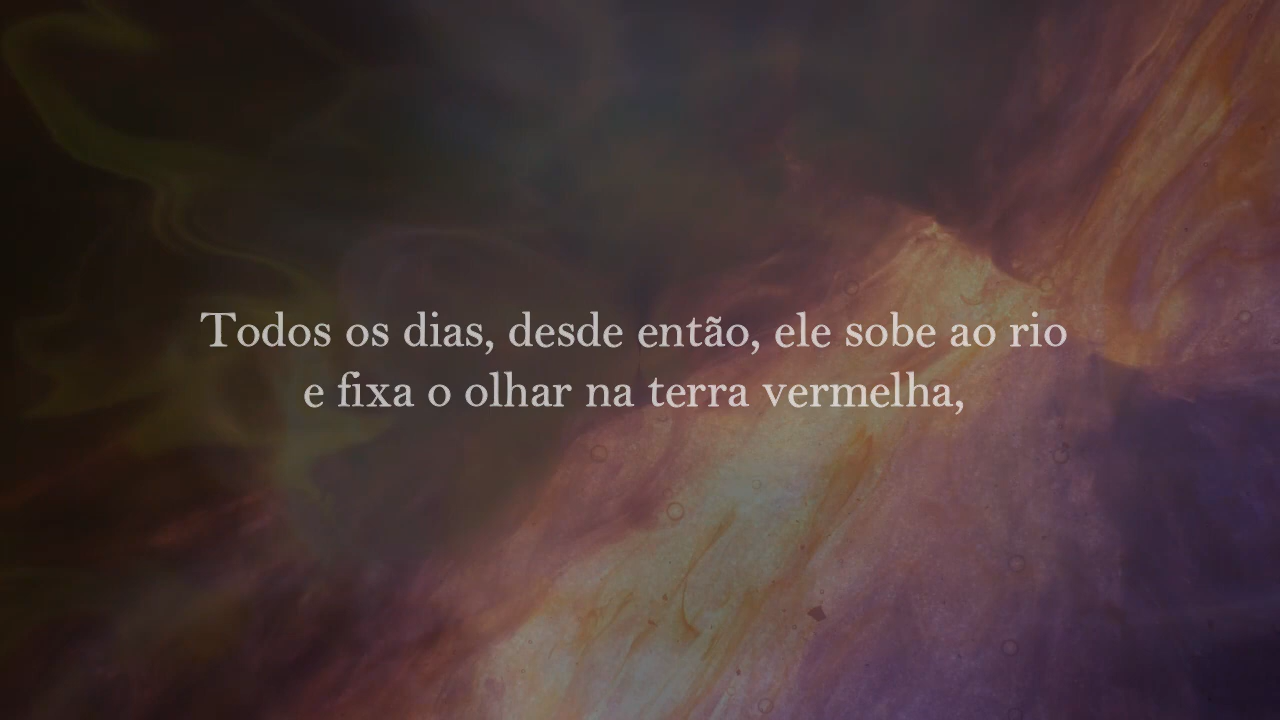 Todos os dias, desde então, ele sobe ao rio
e fixa o olhar na terra vermelha,